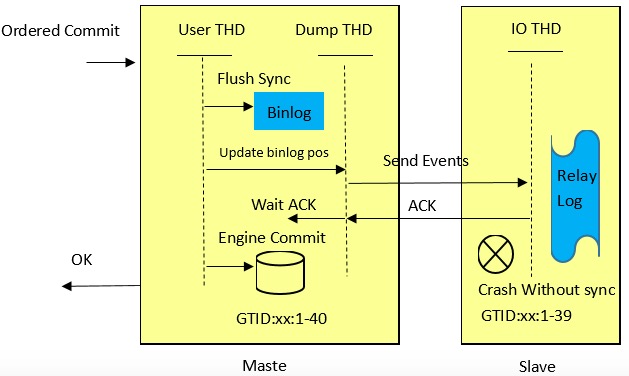 Ordered Commit
User THD
Dump THD
IO THD
Flush Sync
Binlog
Update binlog pos
Send Events
Relay
Log
Wait ACK
ACK
Engine Commit
OK
Crash Without sync
GTID:xx:1-40
GTID:xx:1-39
Maste
Slave